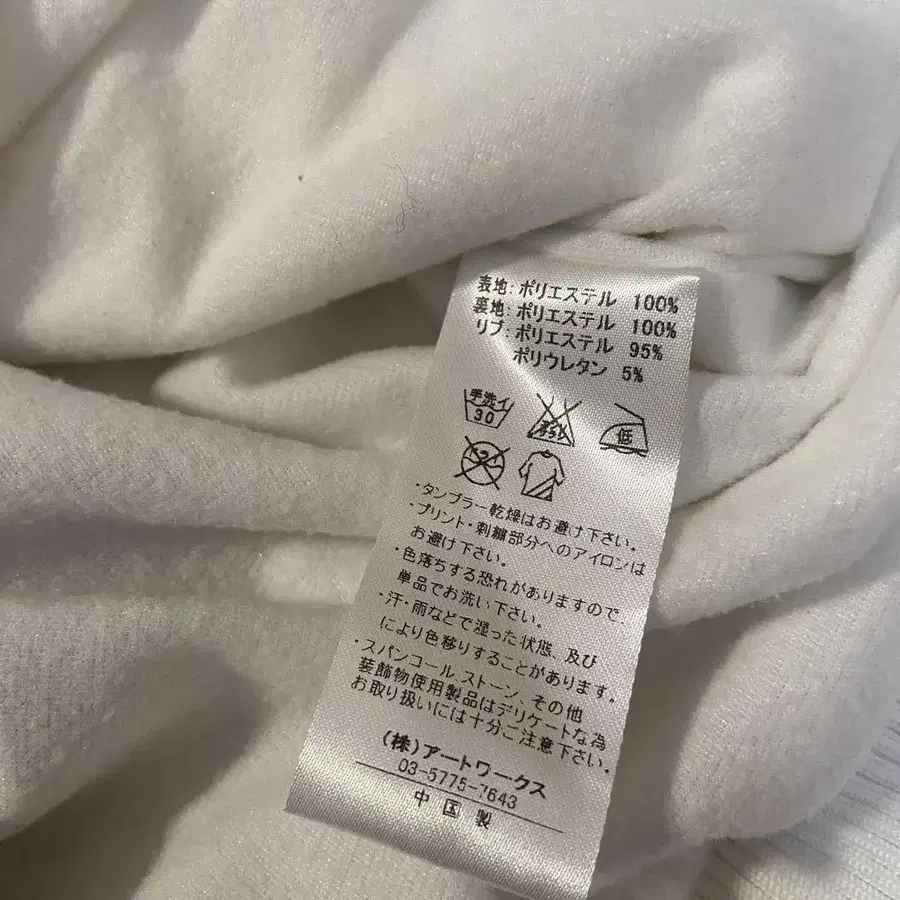 表地: ポリエステル 100%
裏地: ポリエステル 100%
リブ: ポリエステル 95%
ポリウレタン 5%
手洗イ
30
エンソ
サラシ
低
・タンブラー乾燥はお避け下さい。
・プリント・刺繍部分へのアイロンは
お避け下さい。
・色落ちする恐れがありますので、
単品でお洗い下さい。
・汗・雨などで湿った状態、及び
により色移りすることがあります。
・スパンコール、ストーン、その他
装飾物使用製品はデリケートな為
お取り扱いには十分ご注意下さい。
(株)アートワークス
03-5775-7643
中国製